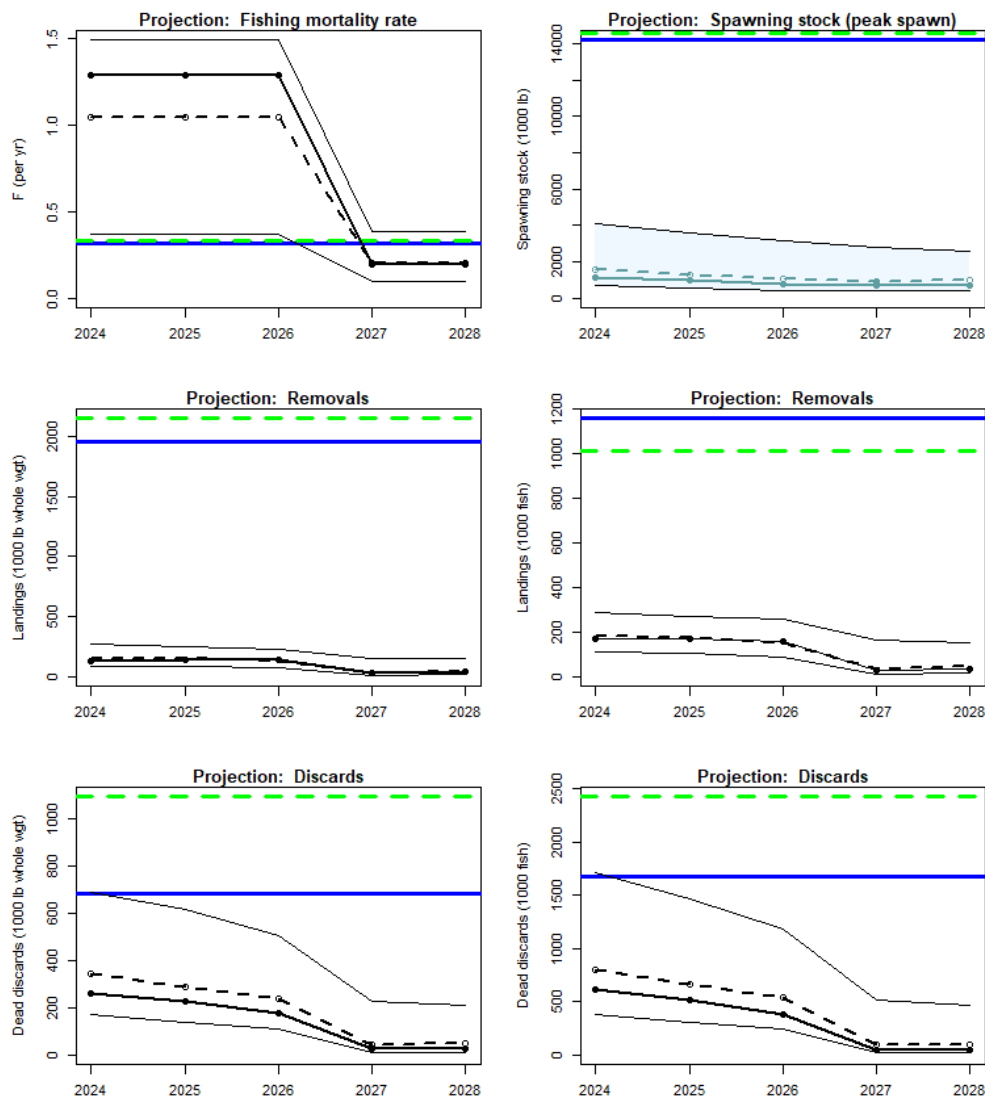 Projection: Fishing mortality rate
F (per yr)
1.5
1.0
0.5
0.0
2024 2025 2026 2027 2028
Projection: Spawning stock (peak spawn)
Spawning stock (1000 lb)
14000
10000
6000
2000
0
2024 2025 2026 2027 2028
Projection: Removals
Landings (1000 lb whole wgt)
2000
1500
1000
500
0
2024 2025 2026 2027 2028
Projection: Removals
Landings (1000 fish)
1200
1000
800
600
400
200
0
2024 2025 2026 2027 2028
Projection: Discards
Dead discards (1000 lb whole wgt)
1000
800
600
400
200
0
2024 2025 2026 2027 2028
Projection: Discards
Dead discards (1000 fish)
2500
2000
1500
1000
500
0
2024 2025 2026 2027 2028